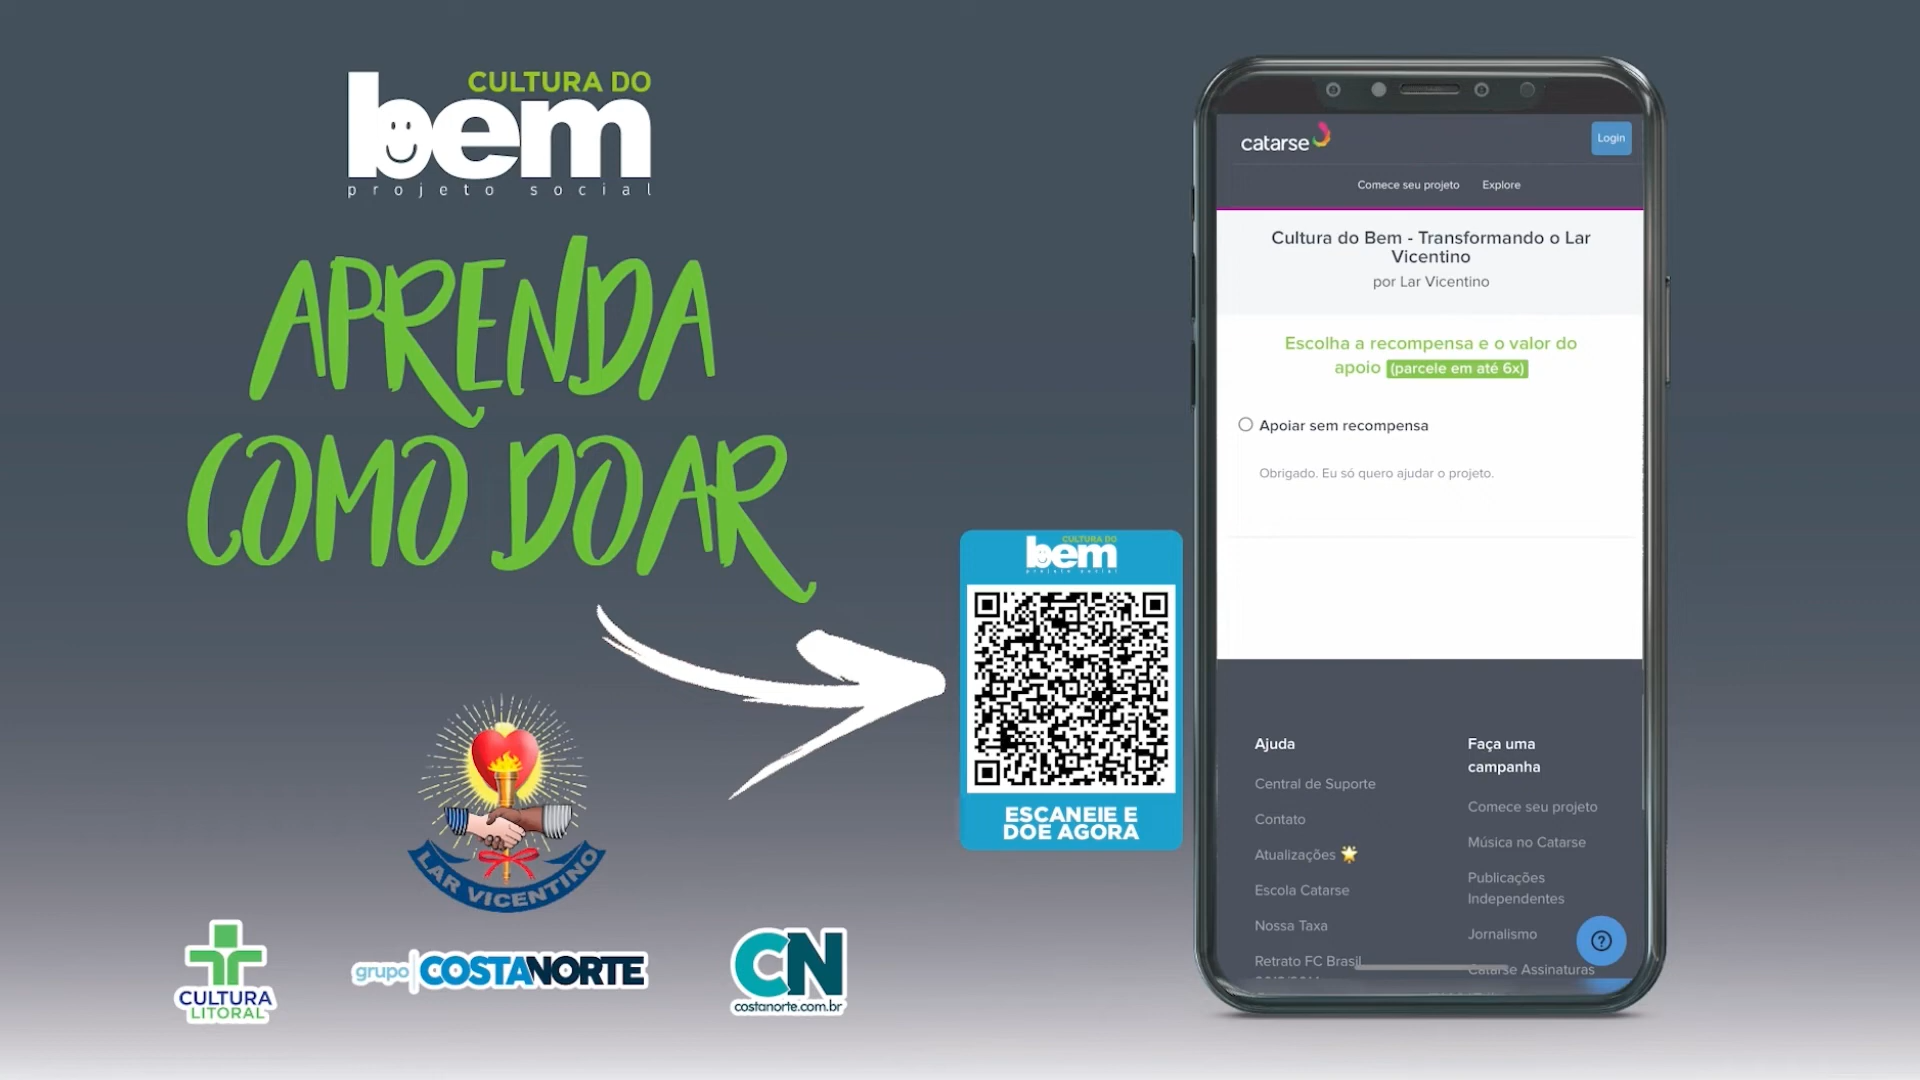 CULTURA DO
bem
projeto social
APRENDA
COMO DOAR
LAR VICENTINO
CULTURA
LITORAL
grupo COSTANORTE
CN
costanorte.com.br
CULTURA DO
bem
projeto social
ESCANEIE E
DOE AGORA
catarse
Login
Comece seu projeto
Explore
Cultura do Bem - Transformando o Lar
Vicentino
por Lar Vicentino
Escolha a recompensa e o valor do
apoio (parcele em até 6x)
Apoiar sem recompensa
Obrigado. Eu só quero ajudar o projeto.
Ajuda
Central de Suporte
Contato
Atualizações 🌟
Escola Catarse
Nossa Taxa
Retrato FC Brasil
Faça uma
campanha
Comece seu projeto
Música no Catarse
Publicações
Independentes
Jornalismo
Catarse Assinaturas